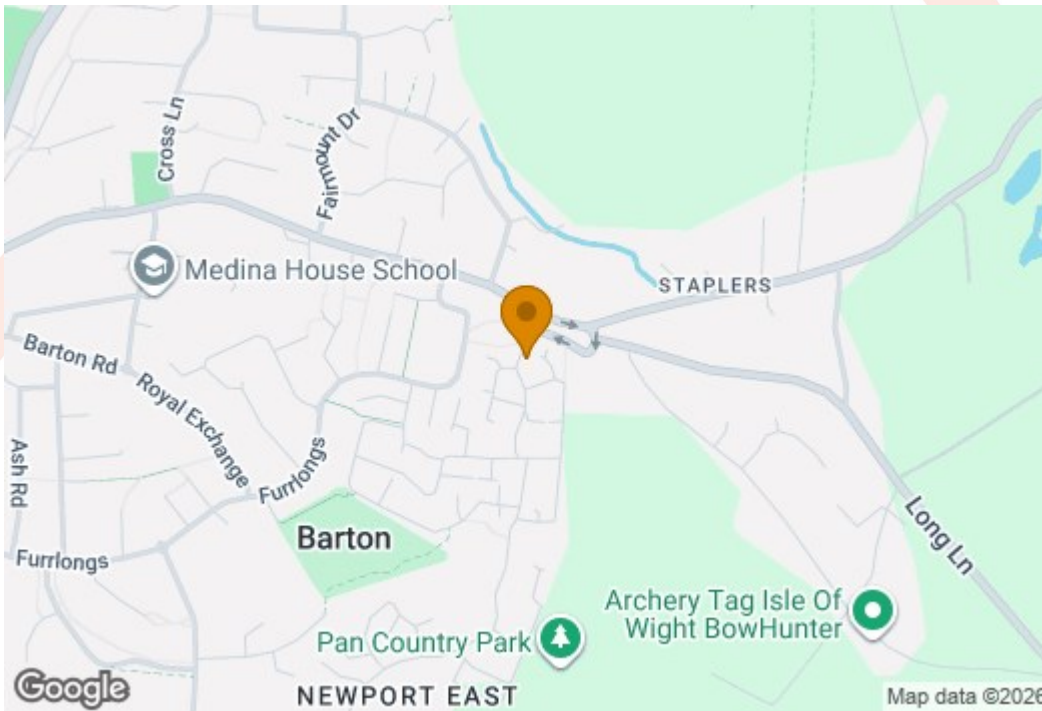 Cross Ln
Fairmount Dr
Medina House School
STAPLERS
Barton Rd
Royal Exchange
Ash Rd
Furrlongs
Furrlongs
Barton
Long Ln
Archery Tag Isle Of
Wight BowHunter
Pan Country Park
NEWPORT EAST
Google
Map data ©2026